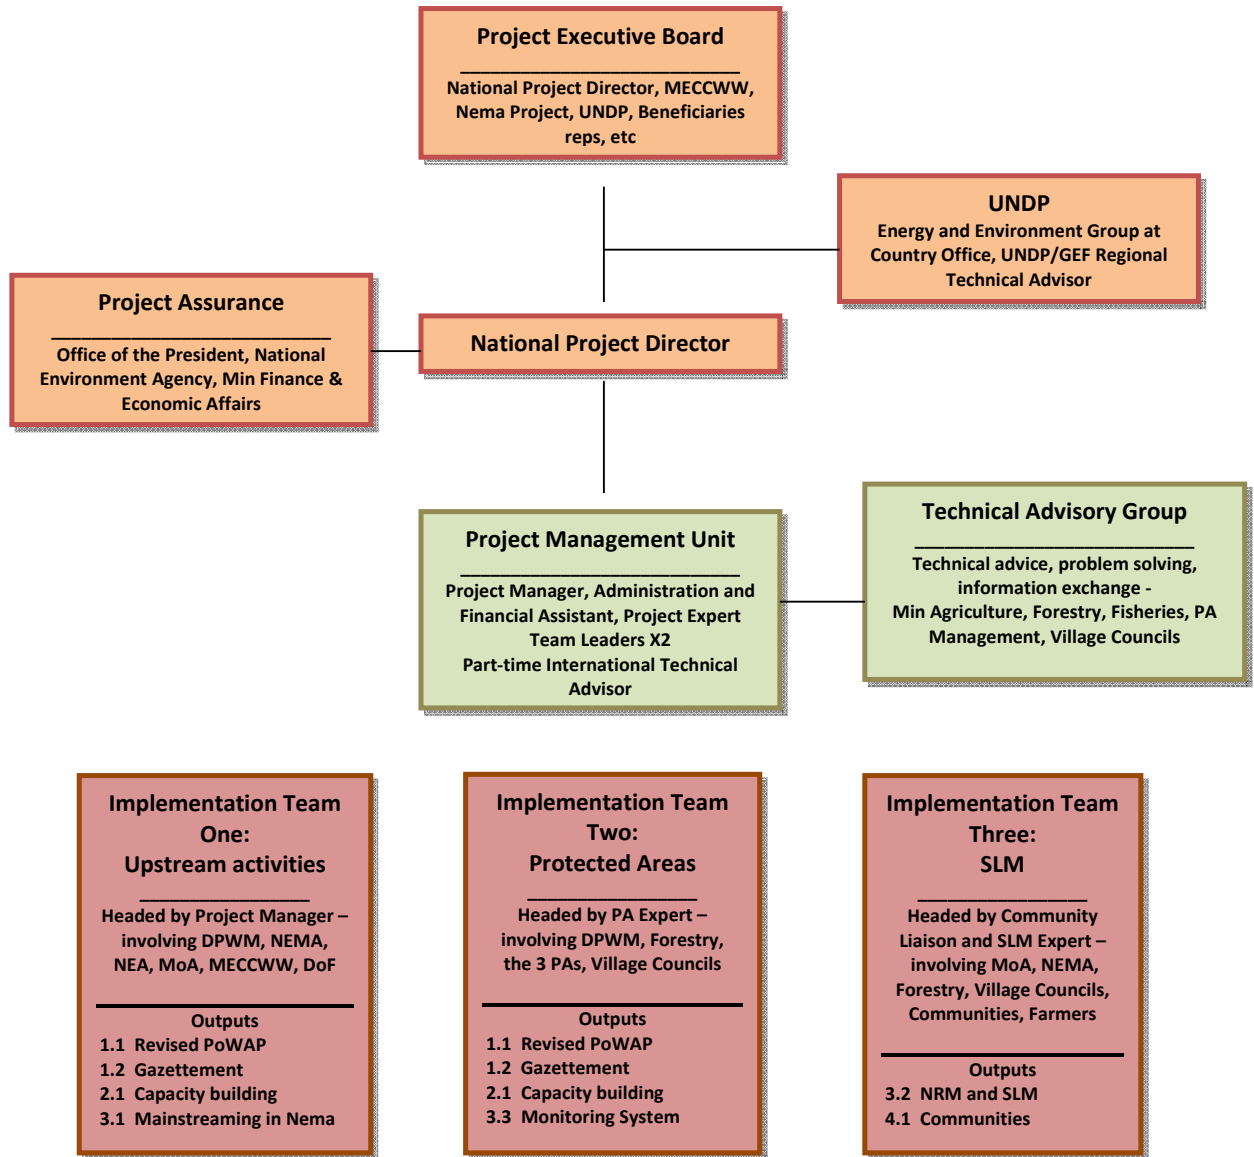 Project Executive Board
National Project Director, MECCWW,
Nema Project, UNDP, Beneficiaries
reps, etc
UNDP
Energy and Environment Group at
Country Office, UNDP/GEF Regional
Technical Advisor
Project Assurance
Office of the President, National
Environment Agency, Min Finance &
Economic Affairs
National Project Director
Project Management Unit
Project Manager, Administration and
Financial Assistant, Project Expert
Team Leaders X2
Part-time International Technical
Advisor
Technical Advisory Group
Technical advice, problem solving,
information exchange -
Min Agriculture, Forestry, Fisheries, PA
Management, Village Councils
Implementation Team
One:
Upstream activities
Headed by Project Manager –
involving DPWM, NEMA,
NEA, MoA, MECCWW, DoF
Outputs
1.1 Revised PoWAP
1.2 Gazettement
2.1 Capacity building
3.1 Mainstreaming in Nema
Implementation Team
Two:
Protected Areas
Headed by PA Expert –
involving DPWM, Forestry,
the 3 PAs, Village Councils
Outputs
1.1 Revised PoWAP
1.2 Gazettement
2.1 Capacity building
3.3 Monitoring System
Implementation Team
Three:
SLM
Headed by Community
Liaison and SLM Expert –
involving MoA, NEMA,
Forestry, Village Councils,
Communities, Farmers
Outputs
3.2 NRM and SLM
4.1 Communities